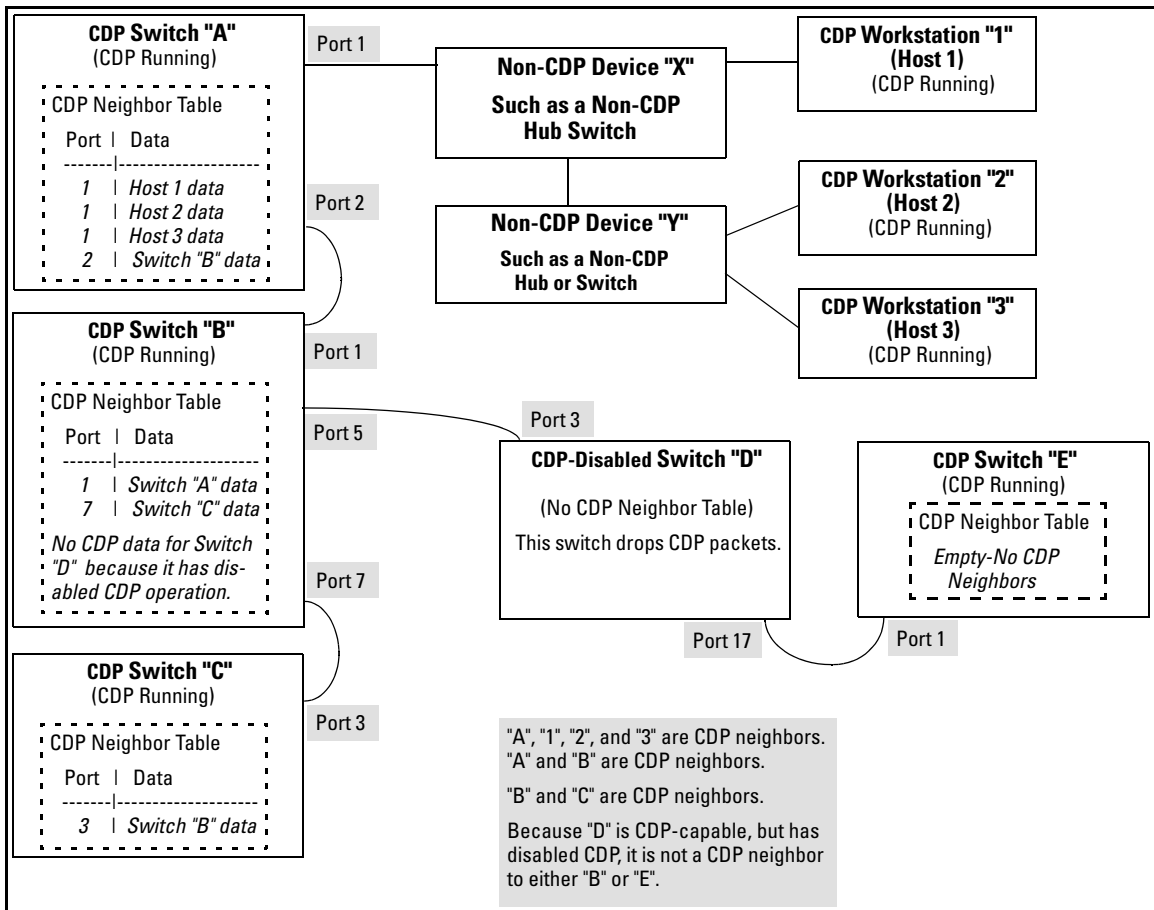 CDP Switch "A"
(CDP Running)
CDP Neighbor Table
Port | Data
-------|---------------------
1 | Host 1 data
1 | Host 2 data
1 | Host 3 data
2 | Switch "B" data
Port 1
Port 2
Non-CDP Device "X"
Such as a Non-CDP
Hub Switch
CDP Workstation "1"
(Host 1)
(CDP Running)
Non-CDP Device "Y"
Such as a Non-CDP
Hub or Switch
CDP Workstation "2"
(Host 2)
(CDP Running)
CDP Workstation "3"
(Host 3)
(CDP Running)
CDP Switch "B"
(CDP Running)
CDP Neighbor Table
Port | Data
-------|---------------------
1 | Switch "A" data
7 | Switch "C" data
No CDP data for Switch
"D" because it has dis-
abled CDP operation.
Port 1
Port 5
Port 7
Port 3
CDP-Disabled Switch "D"
(No CDP Neighbor Table)
This switch drops CDP packets.
Port 17
CDP Switch "E"
(CDP Running)
CDP Neighbor Table
Empty-No CDP
Neighbors
Port 1
CDP Switch "C"
(CDP Running)
CDP Neighbor Table
Port | Data
-------|---------------------
3 | Switch "B" data
Port 3
"A", "1", "2", and "3" are CDP neighbors.
"A" and "B" are CDP neighbors.
"B" and "C" are CDP neighbors.
Because "D" is CDP-capable, but has
disabled CDP, it is not a CDP neighbor
to either "B" or "E".